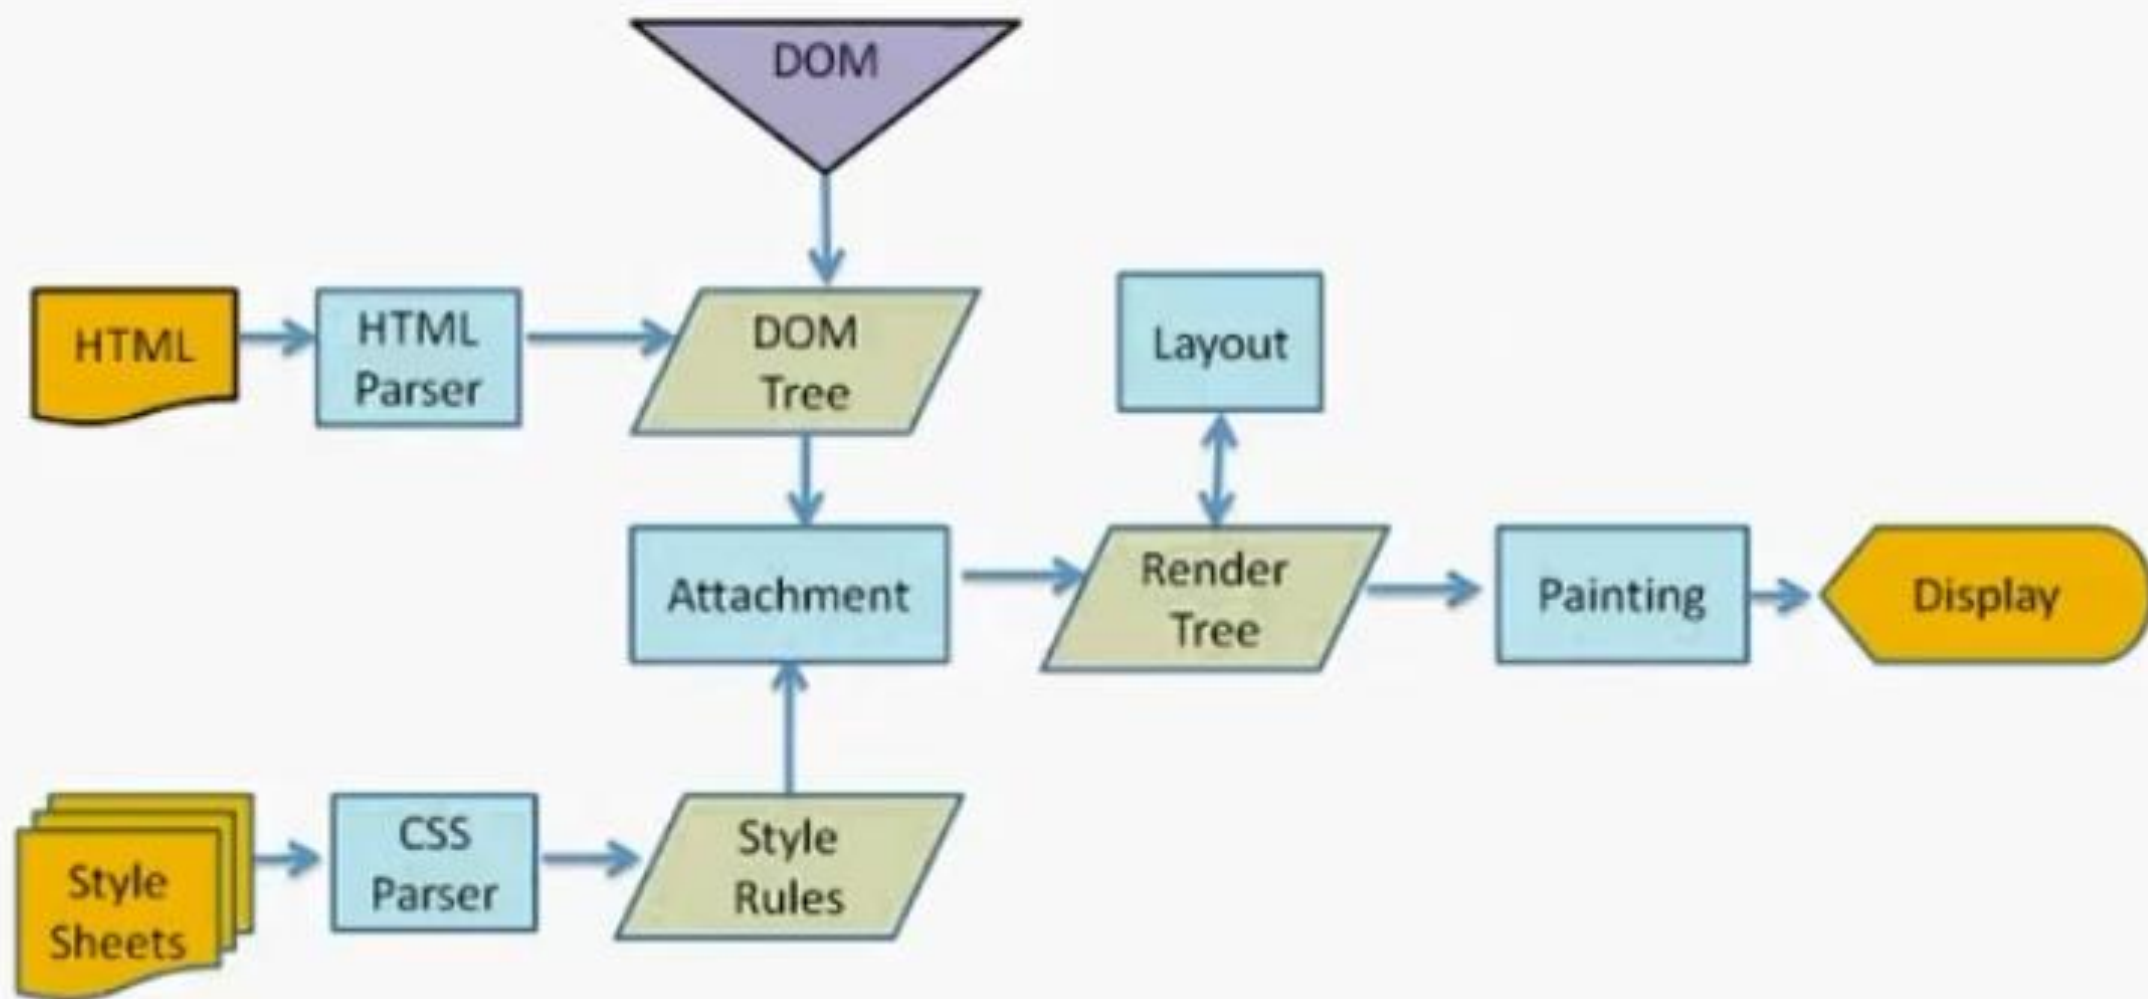 DOM
HTML
HTML
Parser
DOM
Tree
Layout
Attachment
Render
Tree
Painting
Display
Style
Sheets
CSS
Parser
Style
Rules